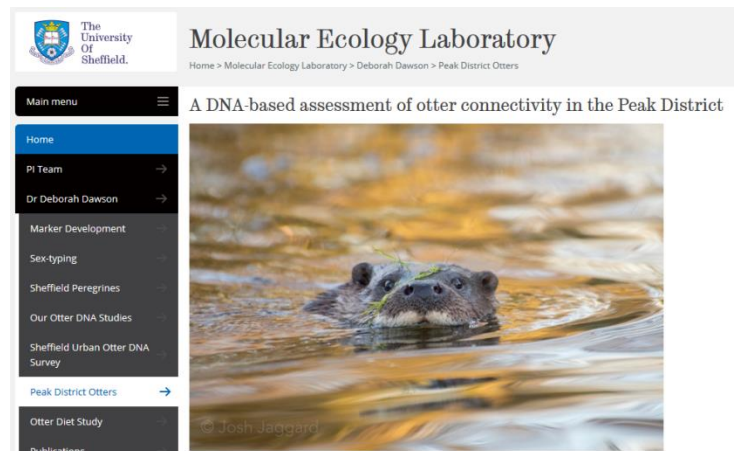 The
University
Of
Sheffield.
Molecular Ecology Laboratory
Home > Molecular Ecology Laboratory > Deborah Dawson > Peak District Otters
Main menu
A DNA-based assessment of otter connectivity in the Peak District
Home
PI Team
Dr Deborah Dawson
Marker Development
Sex-typing
Sheffield Peregrines
Our Otter DNA Studies
Sheffield Urban Otter DNA
Survey
Peak District Otters
Otter Diet Study
Publications
© Josh Jaggard